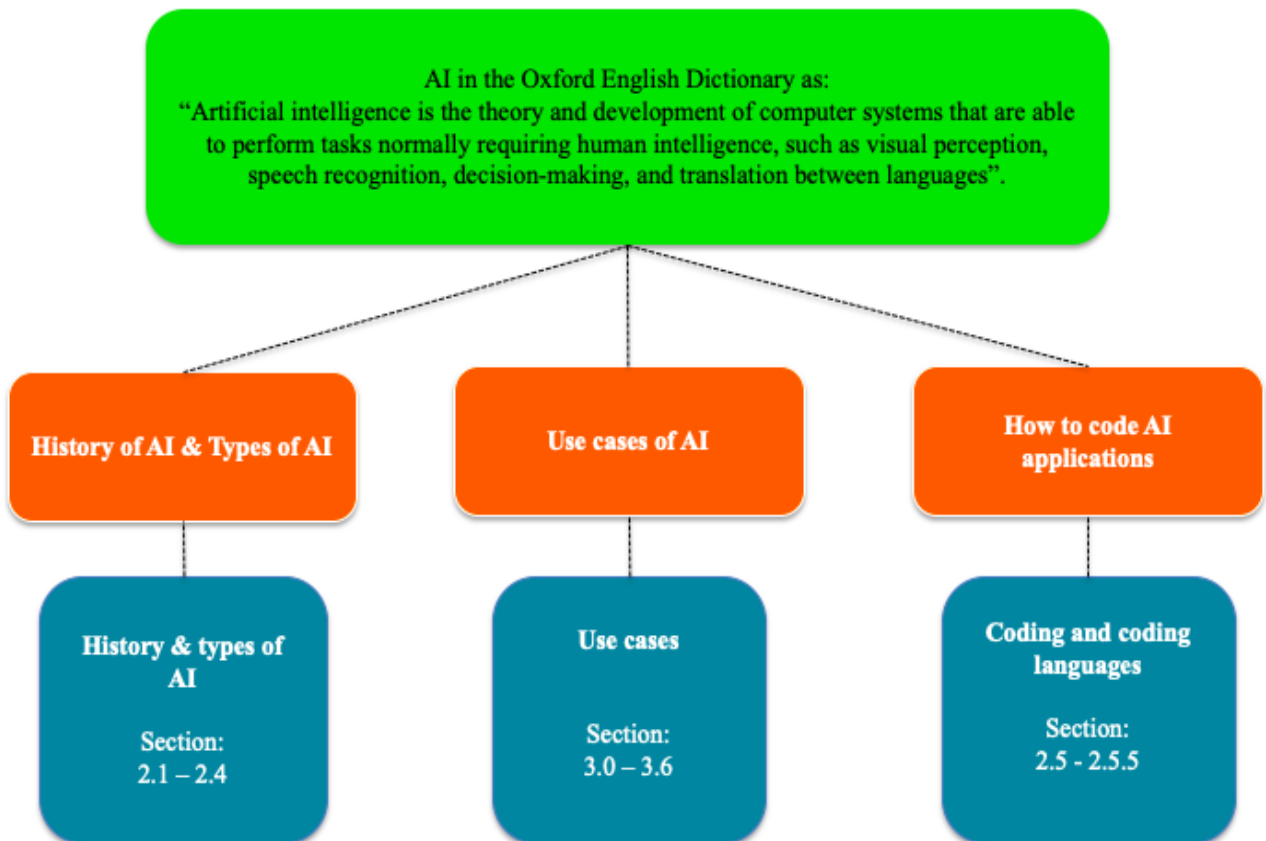 AI in the Oxford English Dictionary as:
“Artificial intelligence is the theory and development of computer systems that are able
to perform tasks normally requiring human intelligence, such as visual perception,
speech recognition, decision-making, and translation between languages”.
History of AI & Types of AI
Use cases of AI
How to code AI
applications
History & types of
AI
Section:
2.1 – 2.4
Use cases
Section:
3.0 – 3.6
Coding and coding
languages
Section:
2.5 - 2.5.5